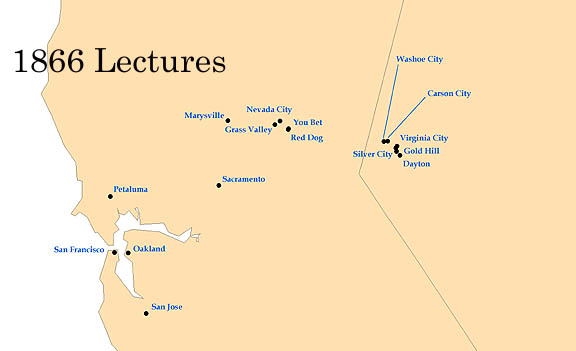 1866 Lectures
Washoe City
Carson City
Nevada City
Marysville
You Bet
Grass Valley
Red Dog
Virginia City
Gold Hill
Silver City
Dayton
Sacramento
Petaluma
San Francisco
Oakland
San Jose